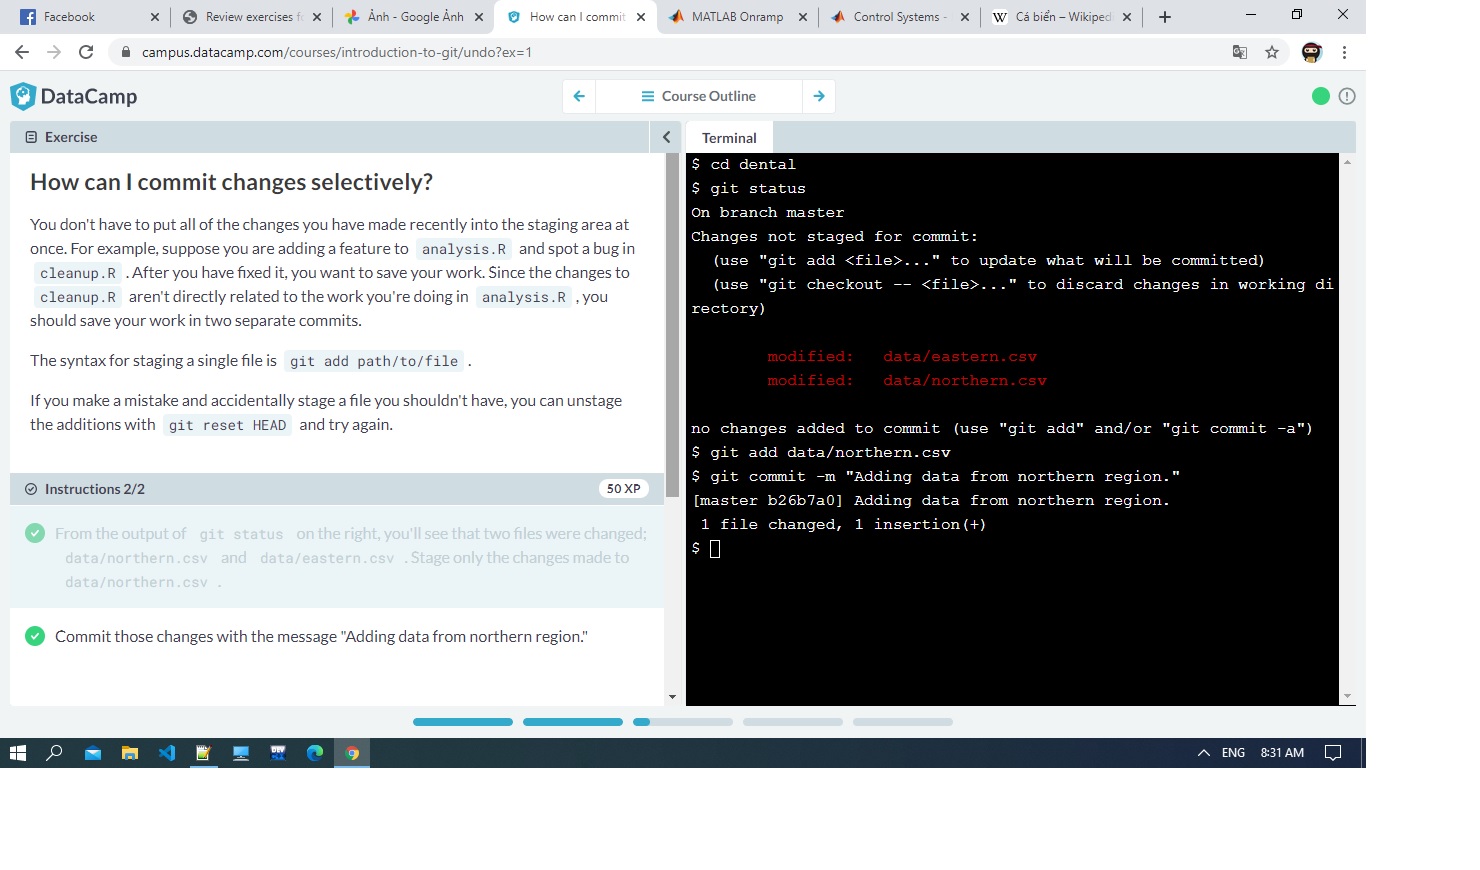 Facebook
Review exercises f
Ảnh - Google Ảnh
How can I commit
MATLAB Onramp
Control Systems -
W Cá biển – Wikiped
campus.datacamp.com/courses/introduction-to-git/undo?ex=1
DataCamp
Course Outline
Exercise
How can I commit changes selectively?
You don't have to put all of the changes you have made recently into the staging area at
once. For example, suppose you are adding a feature to analysis.R and spot a bug in
cleanup.R . After you have fixed it, you want to save your work. Since the changes to
cleanup.R aren't directly related to the work you're doing in analysis.R , you
should save your work in two separate commits.
The syntax for staging a single file is git add path/to/file .
If you make a mistake and accidentally stage a file you shouldn't have, you can unstage
the additions with git reset HEAD and try again.
Instructions 2/2
50 XP
From the output of git status on the right, you'll see that two files were changed;
data/northern.csv and data/eastern.csv . Stage only the changes made to
data/northern.csv .
Commit those changes with the message "Adding data from northern region."
Terminal
$ cd dental
$ git status
On branch master
Changes not staged for commit:
(use "git add <file>..." to update what will be committed)
(use "git checkout -- <file>..." to discard changes in working di
rectory)
modified: data/eastern.csv
modified: data/northern.csv
no changes added to commit (use "git add" and/or "git commit -a")
$ git add data/northern.csv
$ git commit -m "Adding data from northern region."
[master b26b7a0] Adding data from northern region.
1 file changed, 1 insertion(+)
$
ENG
8:31 AM